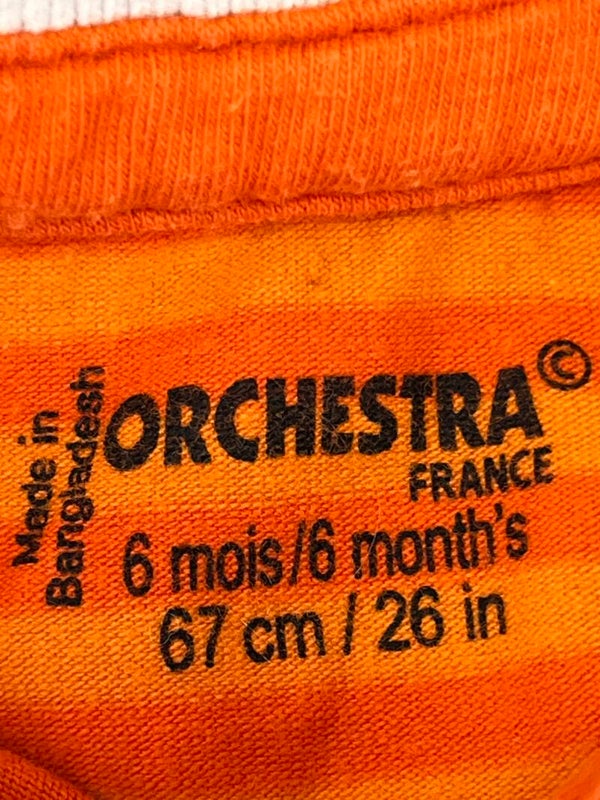 Made in
Bangladesh
ORCHESTRA©
FRANCE
6 mois/6 month's
67 cm / 26 in